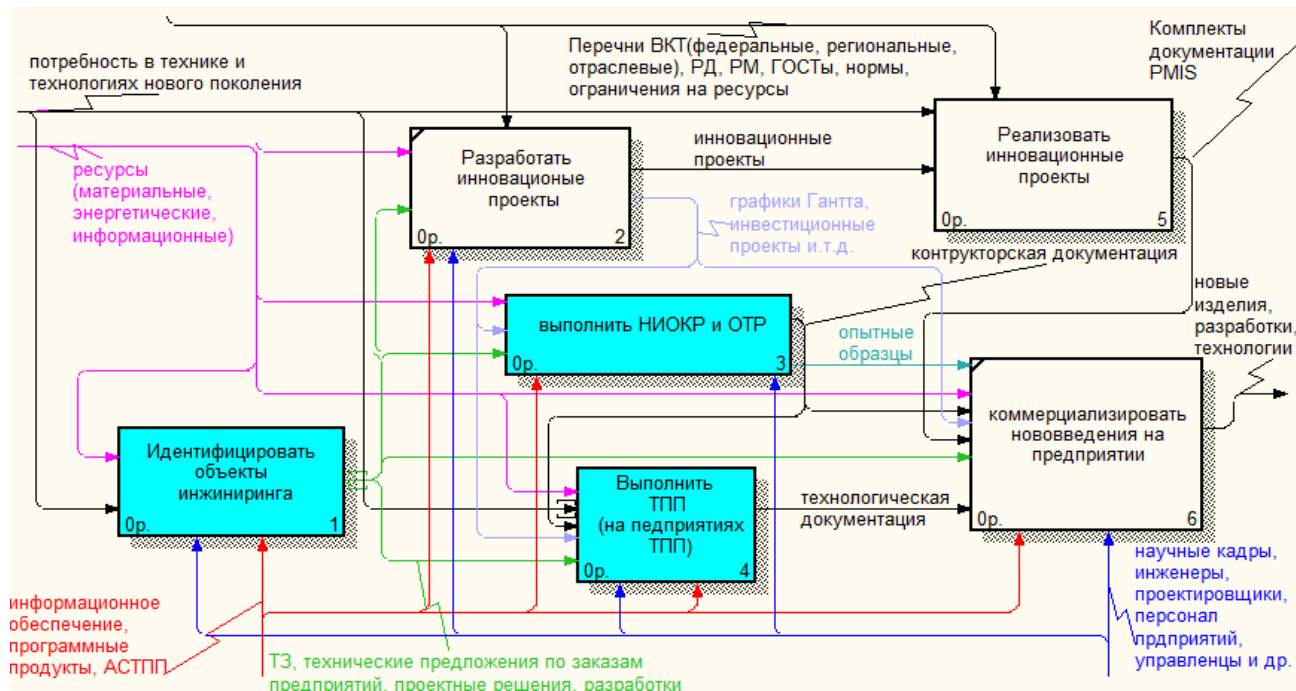 потребность в технике и
технологиях нового поколения
Перечни ВКТ(федеральные, региональные,
отраслевые), РД, РМ, ГОСТы, нормы,
ограничения на ресурсы
Комплекты
документации
PMIS
ресурсы
(материальные,
энергетические,
информационные)
Разработать
инновационые
проекты
0р.
2
инновационные
проекты
Реализовать
инновационные
проекты
0р.
5
графики Гантта,
инвестиционные
проекты и.т.д.
контрукторская документация
выполнить НИОКР и ОТР
0р.
3
опытные
образцы
новые
изделия,
разработки,
технологии
Идентифицировать
объекты
инжиниринга
0р.
1
Выполнить
ТПП
(на педприятиях
ТПП)
0р.
4
технологическая
документация
коммерциализировать
нововведения на
предприятии
0р.
6
информационное
обеспечение,
программные
продукты, АСТПП
ТЗ, технические предложения по заказам
предприятий, проектные решения, разработки
научные кадры,
инженеры,
проектировщики,
персонал
прдприятий,
управленцы и др.